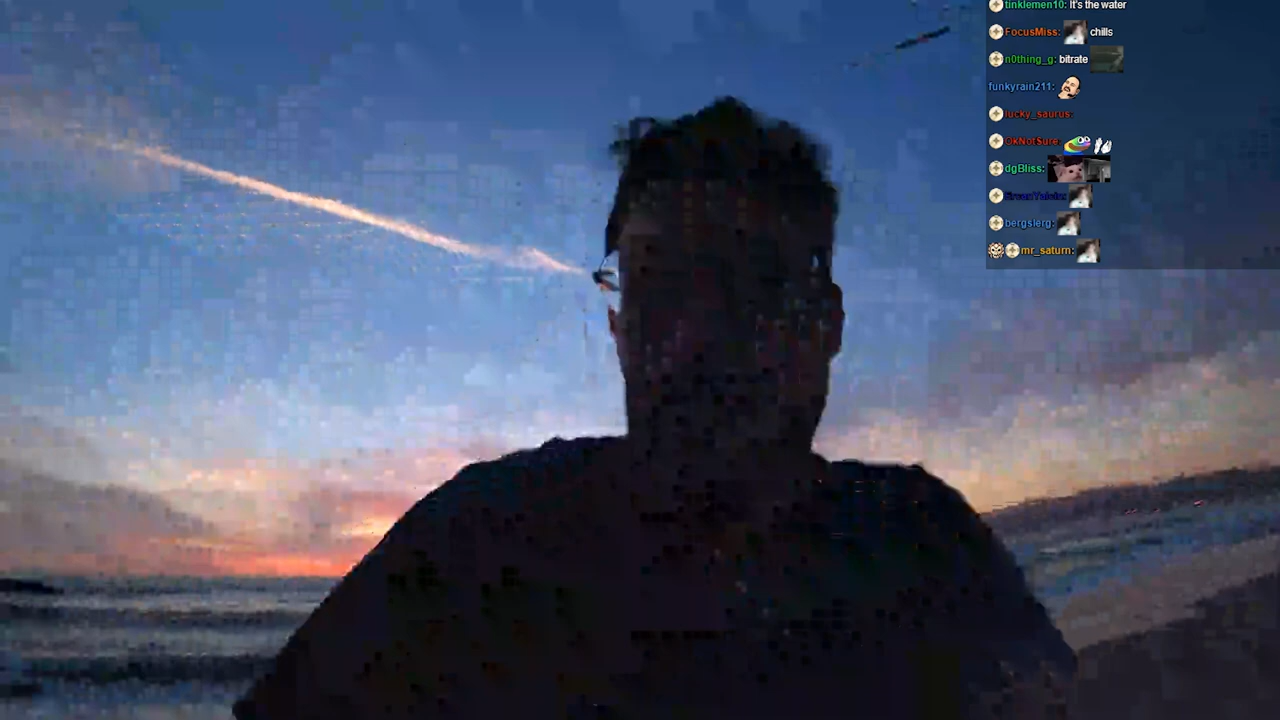 tinklemen10: It's the water
FocusMiss: chills
n0thing_g: bitrate
funkyrain211:
lucky_saurus:
OKNotSure:
dgBliss:
bergslerg:
mr_saturn: